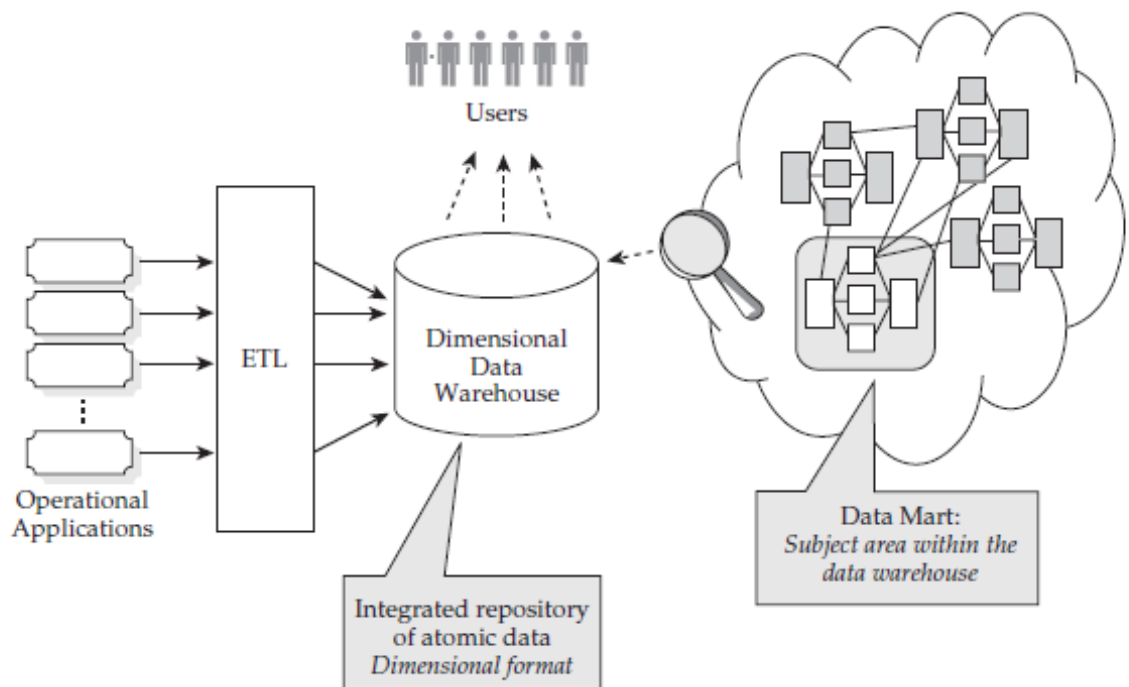 Users
ETL
Dimensional
Data
Warehouse
Operational
Applications
Integrated repository
of atomic data
Dimensional format
Data Mart:
Subject area within the
data warehouse